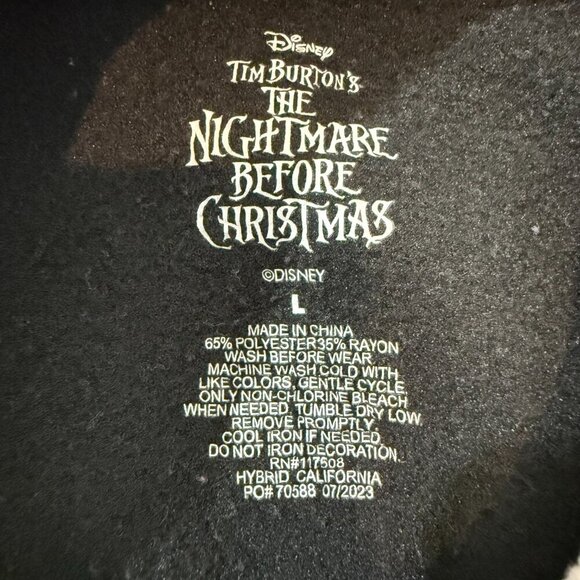 Disney
TIM BURTON'S
THE
NIGHTMARE
BEFORE
CHRISTMAS
©DISNEY
L
MADE IN CHINA
65% POLYESTER35% RAYON
WASH BEFORE WEAR
MACHINE WASH COLD WITH
LIKE COLORS, GENTLE CYCLE
ONLY NON-CHLORINE BLEACH
WHEN NEEDED, TUMBLE DRY LOW
REMOVE PROMPTLY
COOL IRON IF NEEDED
DO NOT IRON DECORATION.
RN#117508
HYBRID, CALIFORNIA
PO# 70588 07/2023